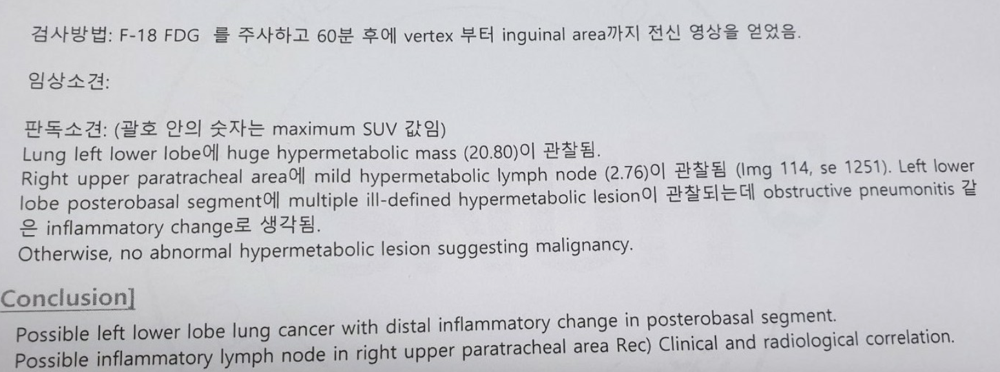 검사방법: F-18 FDG 를 주사하고 60분 후에 vertex 부터 inguinal area까지 전신 영상을 얻었음.
임상소견:
판독소견: (괄호 안의 숫자는 maximum SUV 값임)
Lung left lower lobe에 huge hypermetabolic mass (20.80)이 관찰됨.
Right upper paratracheal area에 mild hypermetabolic lymph node (2.76)이 관찰됨 (Img 114, se 1251). Left lower
lobe posterobasal segment에 multiple ill-defined hypermetabolic lesion이 관찰되는데 obstructive pneumonitis 같
은 inflammatory change로 생각됨.
Otherwise, no abnormal hypermetabolic lesion suggesting malignancy.
Conclusion]
Possible left lower lobe lung cancer with distal inflammatory change in posterobasal segment.
Possible inflammatory lymph node in right upper paratracheal area Rec) Clinical and radiological correlation.